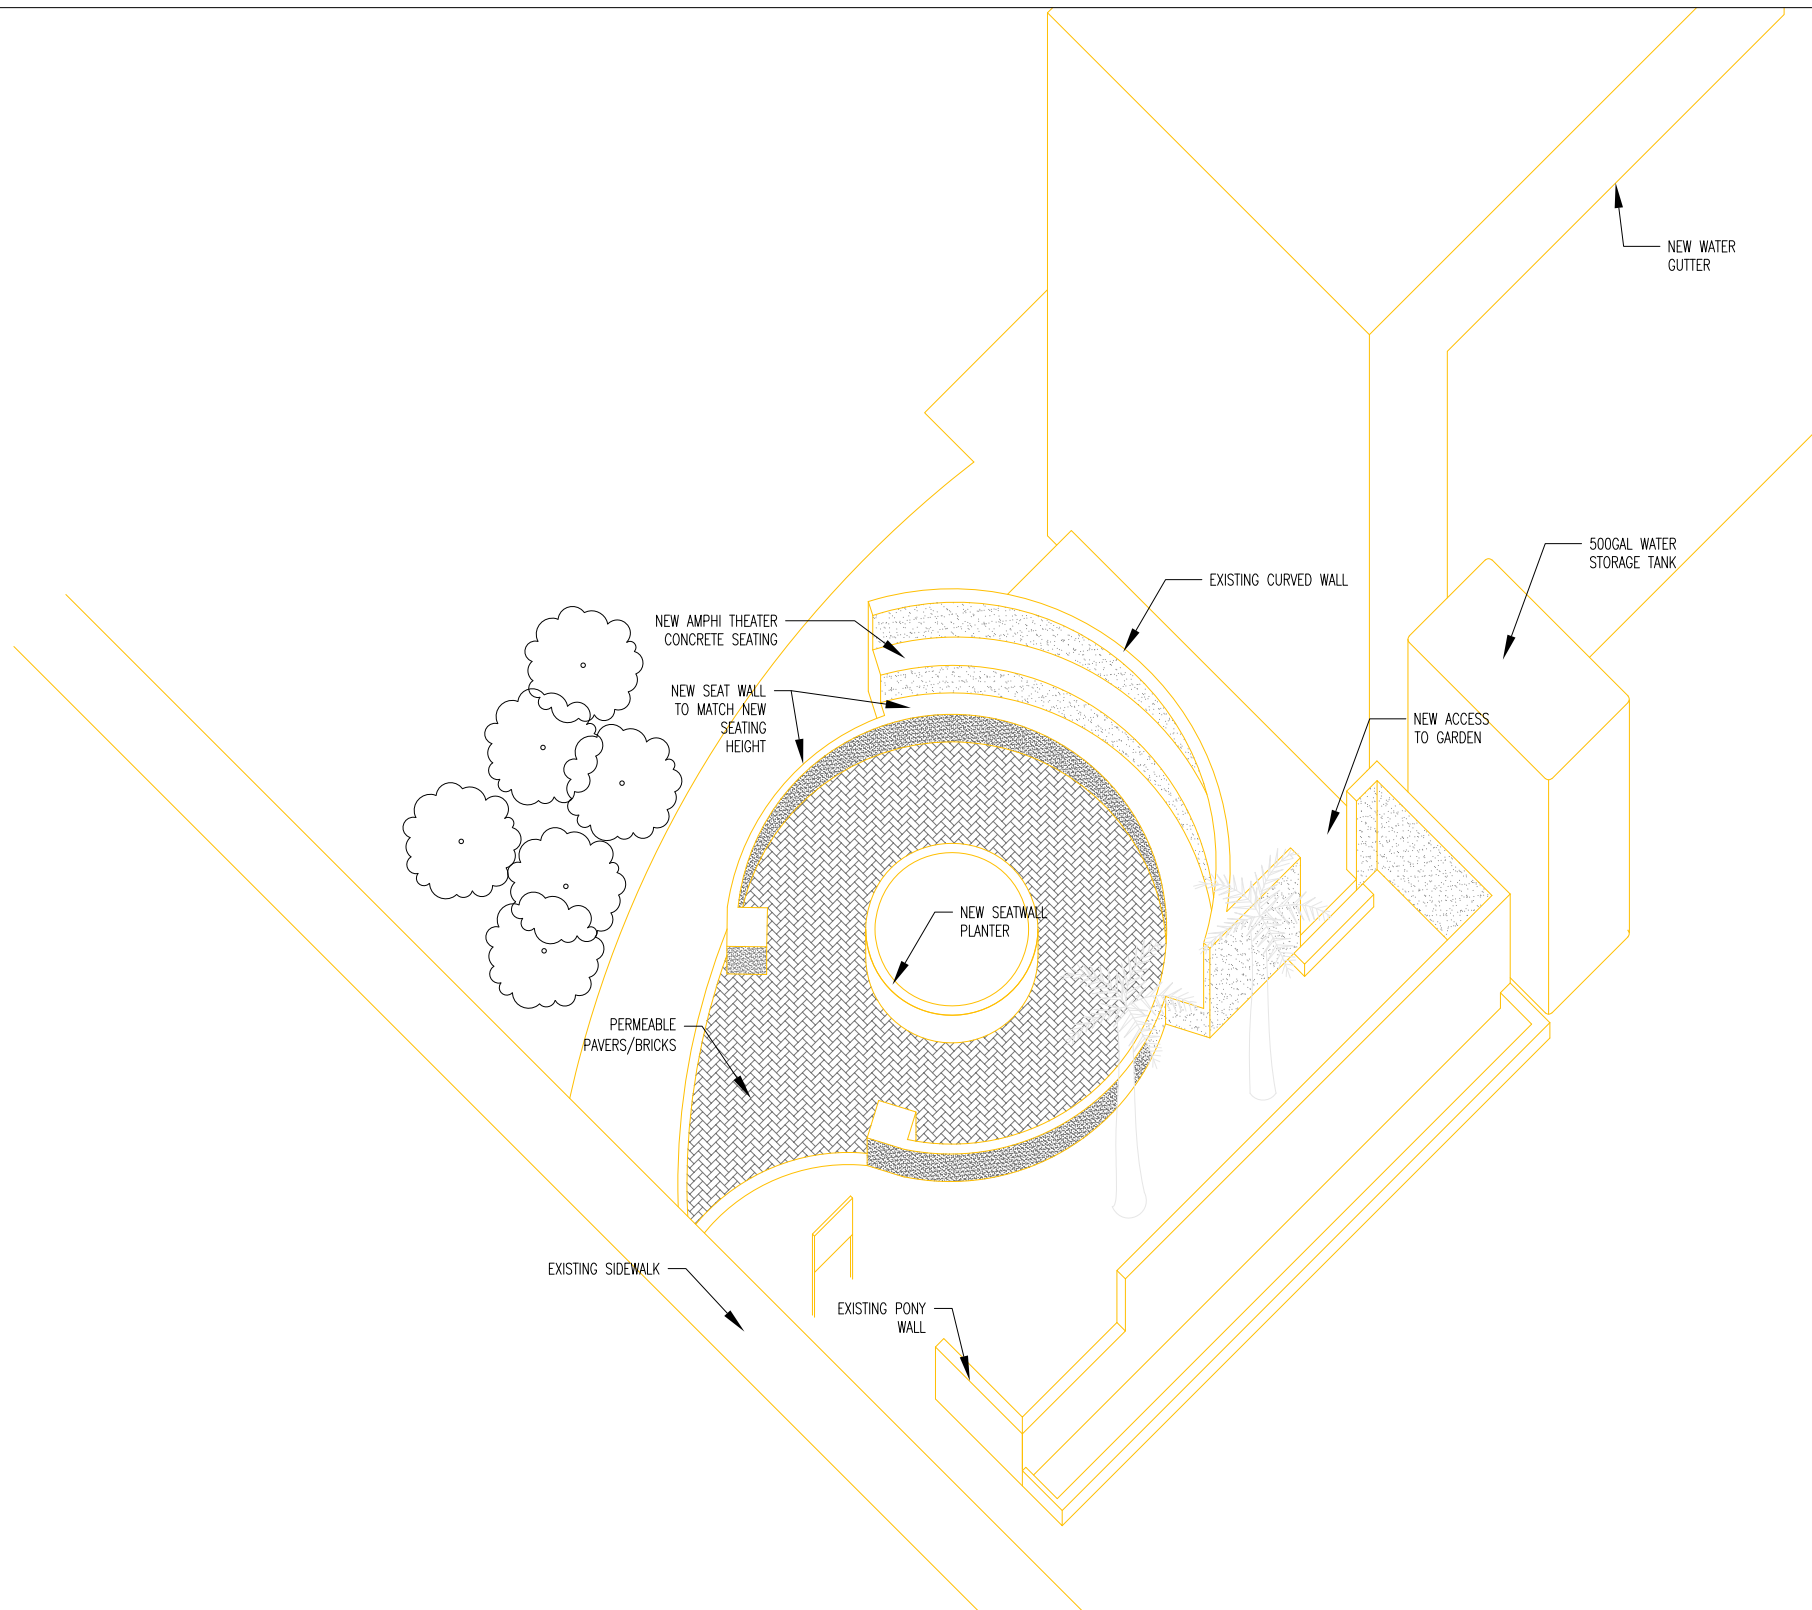 NEW WATER
GUTTER
500GAL WATER
STORAGE TANK
EXISTING CURVED WALL
NEW AMPHI THEATER
CONCRETE SEATING
NEW SEAT WALL
TO MATCH NEW
SEATING
HEIGHT
NEW ACCESS
TO GARDEN
NEW SEATWALL
PLANTER
PERMEABLE
PAVERS/BRICKS
EXISTING SIDEWALK
EXISTING PONY
WALL